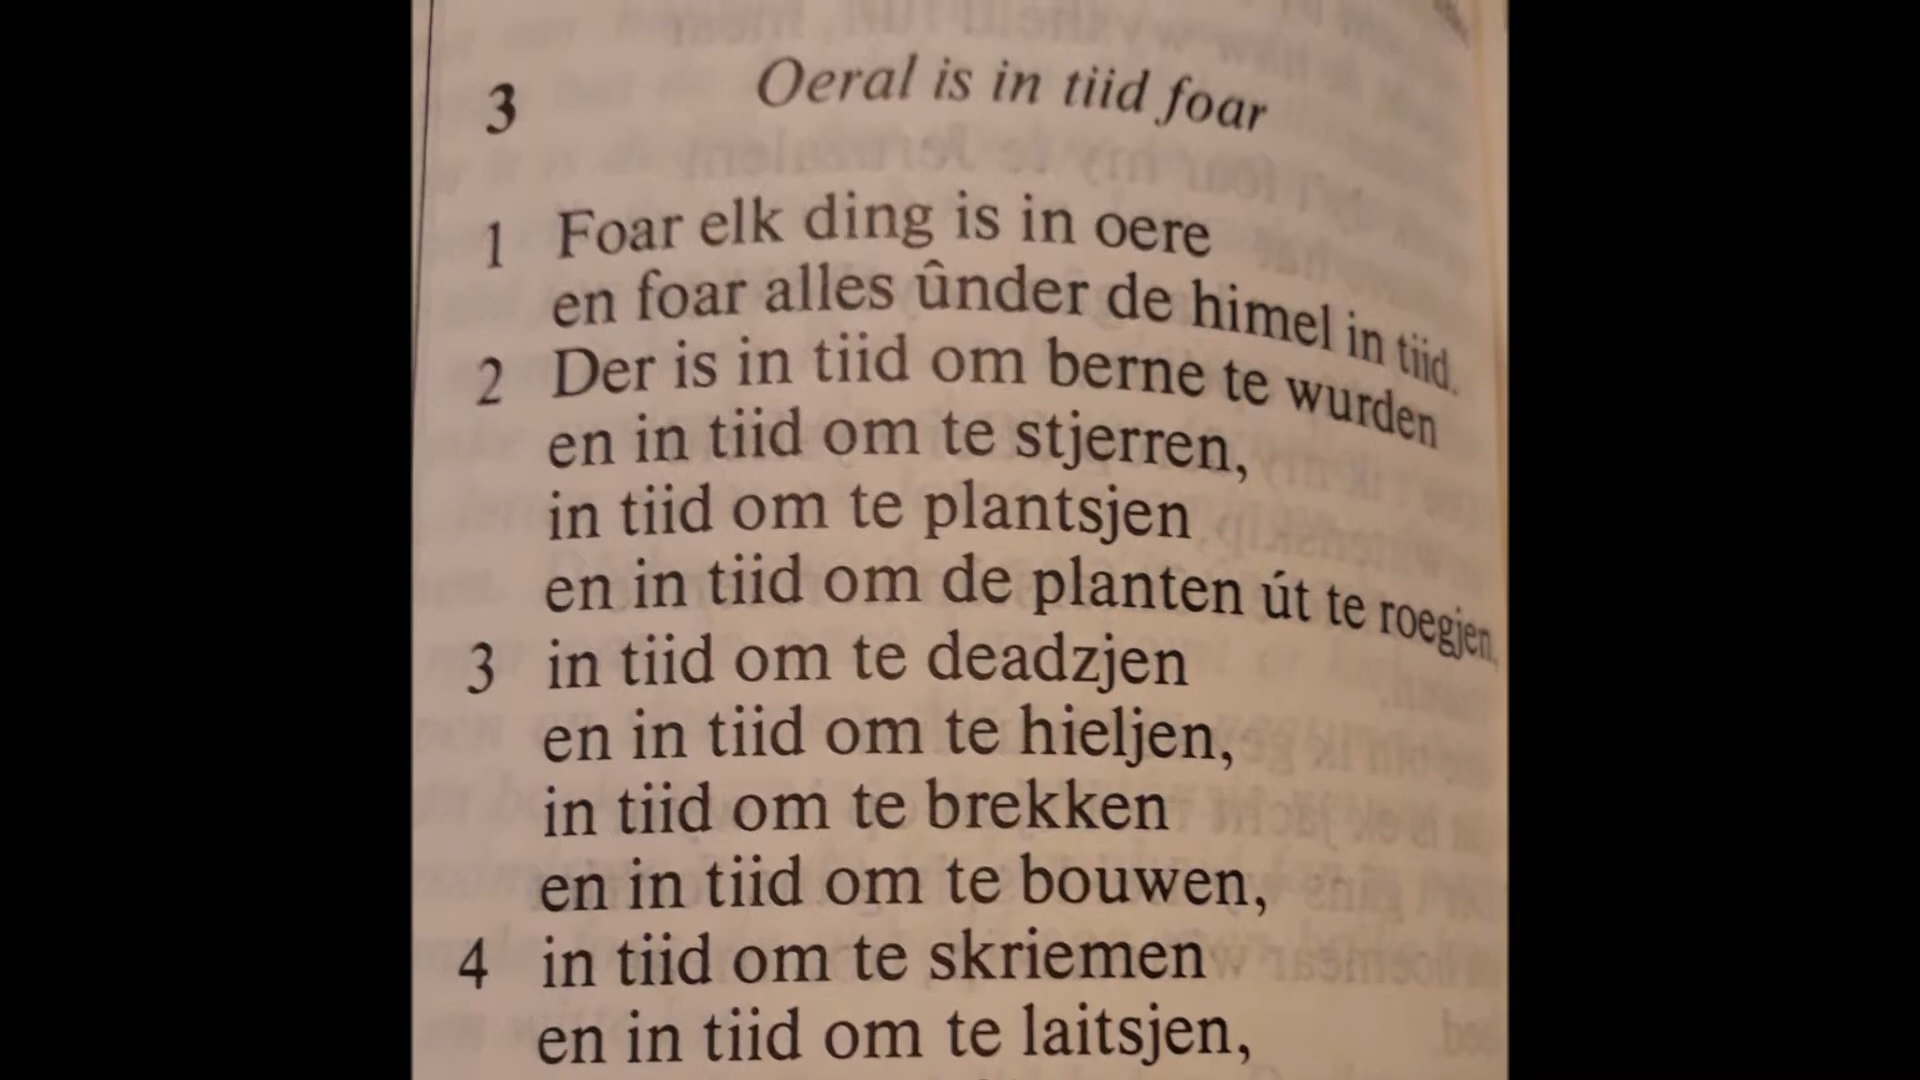 3 Oeral is in tiid foar
1 Foar elk ding is in oere
en foar alles ûnder de himel in tiid.
2 Der is in tiid om berne te wurden
en in tiid om te stjerren,
in tiid om te plantsjen
en in tiid om de planten út te roegjen.
3 in tiid om te deadzjen
en in tiid om te hieljen,
in tiid om te brekken
en in tiid om te bouwen,
4 in tiid om te skriemen
en in tiid om te laitsjen,